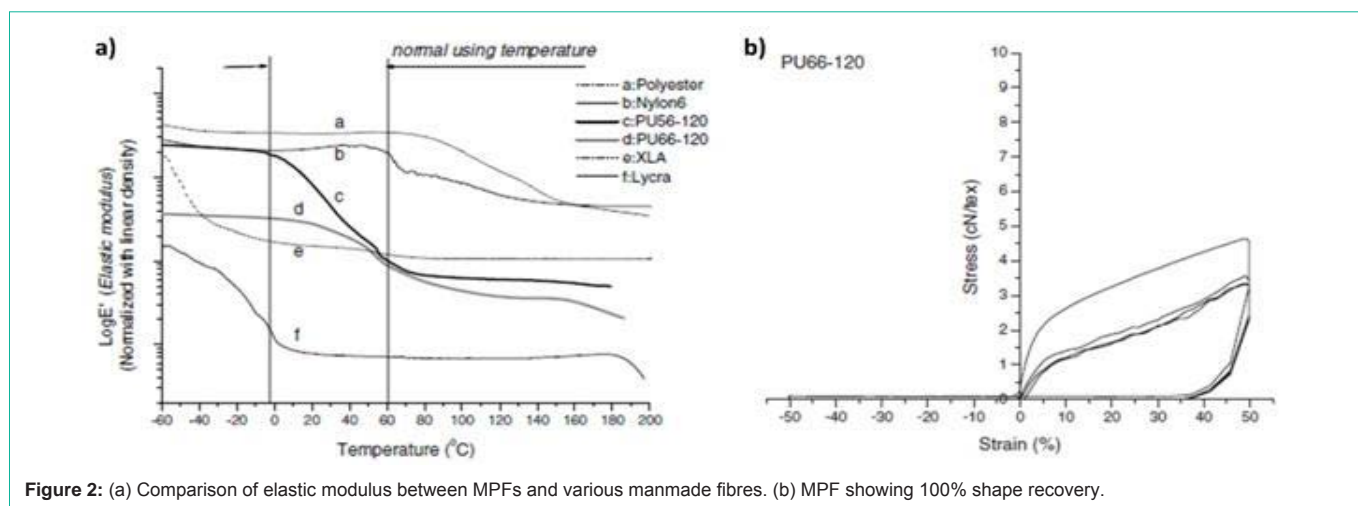 a)
normal using temperature
a:Polyester
b:Nylon6
c:PU56-120
d:PU66-120
e:XLA
f:Lycra
a
b
c
d
e
f
LogE' (Elastic modulus)
(Normalized with linear density)
-60 -40 -20 0 20 40 60 80 100 120 140 160 180 200
Temperature (°C)
b)
PU66-120
10
9
8
7
6
5
4
3
2
1
0
Stress (cN/tex)
-50 -40 -30 -20 -10 0 10 20 30 40 50
Strain (%)
Figure 2: (a) Comparison of elastic modulus between MPFs and various manmade fibres. (b) MPF showing 100% shape recovery.